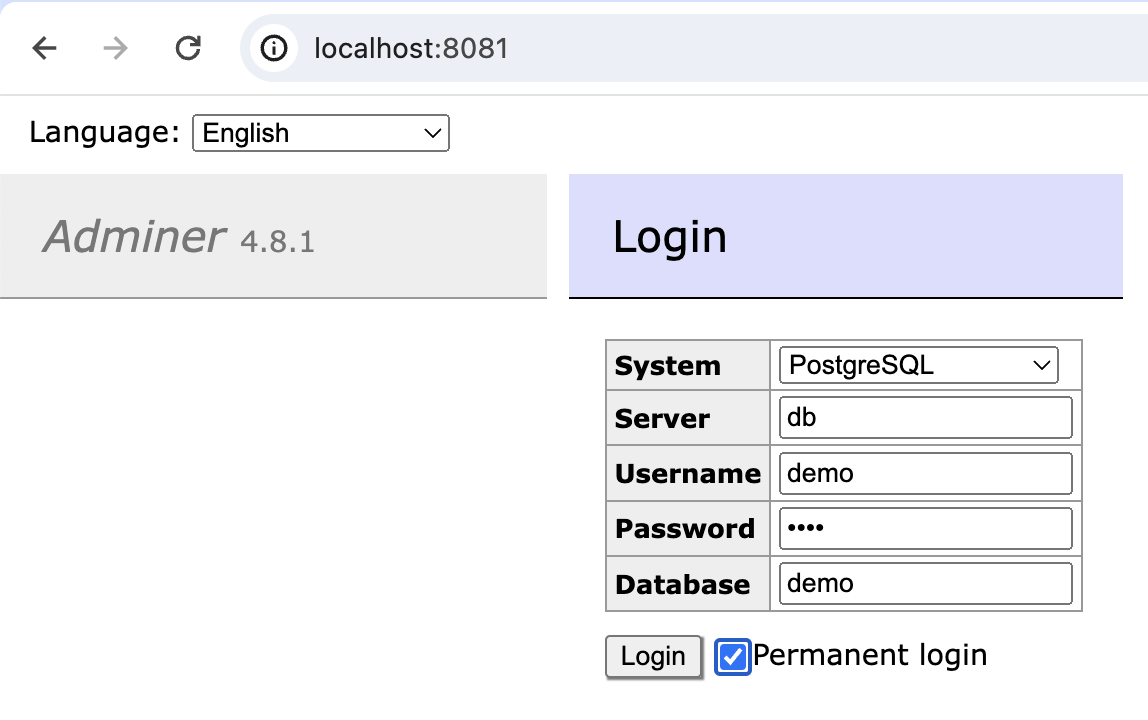 localhost:8081
Language: English
Adminer 4.8.1
Login
System PostgreSQL
Server db
Username demo
Password ••••
Database demo
Login Permanent login